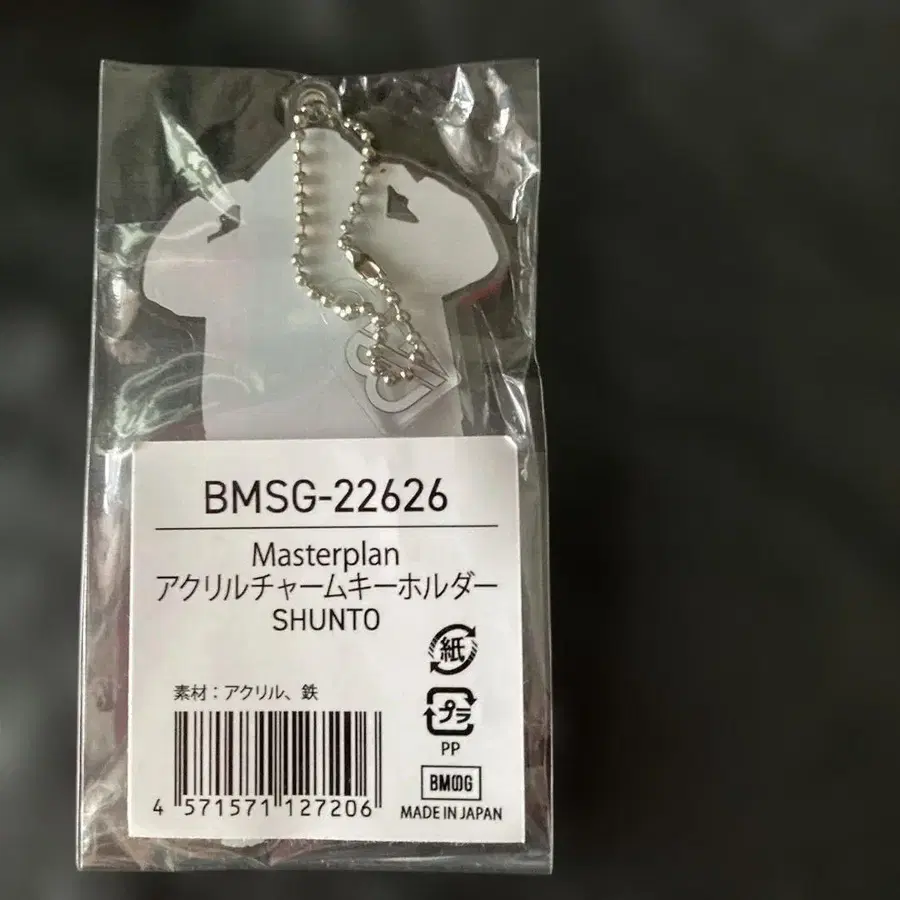 BMSG-22626
Masterplan
アクリルチャームキーホルダー
SHUNTO
紙
素材：アクリル、鉄
プラ
PP
4 571571 127206
BMSG
MADE IN JAPAN